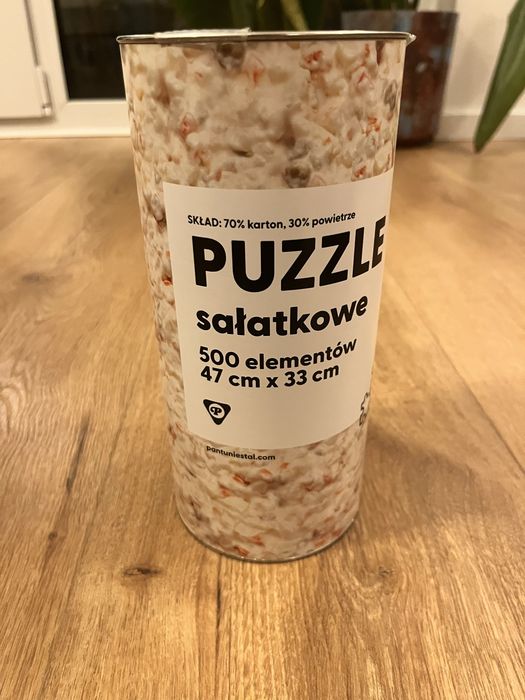 SKŁAD: 70% karton, 30% powietrze
PUZZLE
sałatkowe
500 elementów
47 cm x 33 cm
P
pantuniestal.com